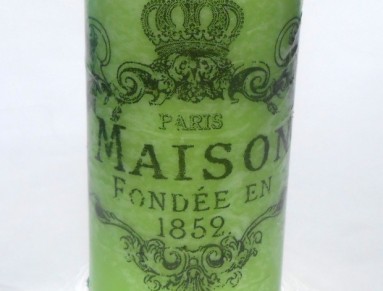 PARIS
MAISON
FONDÉE EN
1852.